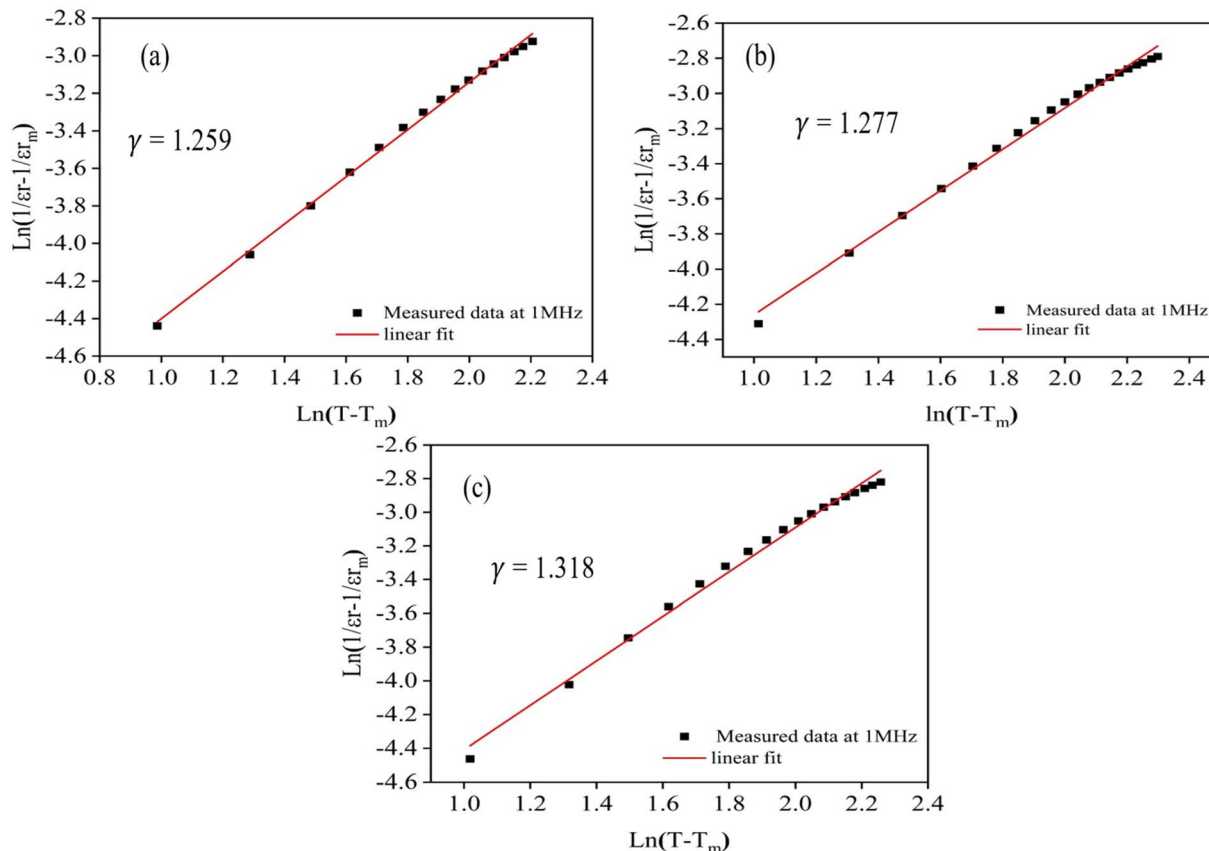 (a)
γ = 1.259
Ln(1/εr-1/εrm)
-2.8
-3.0
-3.2
-3.4
-3.6
-3.8
-4.0
-4.2
-4.4
-4.6
Measured data at 1MHz
linear fit
0.8 1.0 1.2 1.4 1.6 1.8 2.0 2.2 2.4
Ln(T-Tm)
(b)
γ = 1.277
Ln(1/εr-1/εrm)
-2.6
-2.8
-3.0
-3.2
-3.4
-3.6
-3.8
-4.0
-4.2
-4.4
Measured data at 1MHz
linear fit
1.0 1.2 1.4 1.6 1.8 2.0 2.2 2.4
ln(T-Tm)
(c)
γ = 1.318
Ln(1/εr-1/εrm)
-2.6
-2.8
-3.0
-3.2
-3.4
-3.6
-3.8
-4.0
-4.2
-4.4
-4.6
Measured data at 1MHz
linear fit
1.0 1.2 1.4 1.6 1.8 2.0 2.2 2.4
Ln(T-Tm)